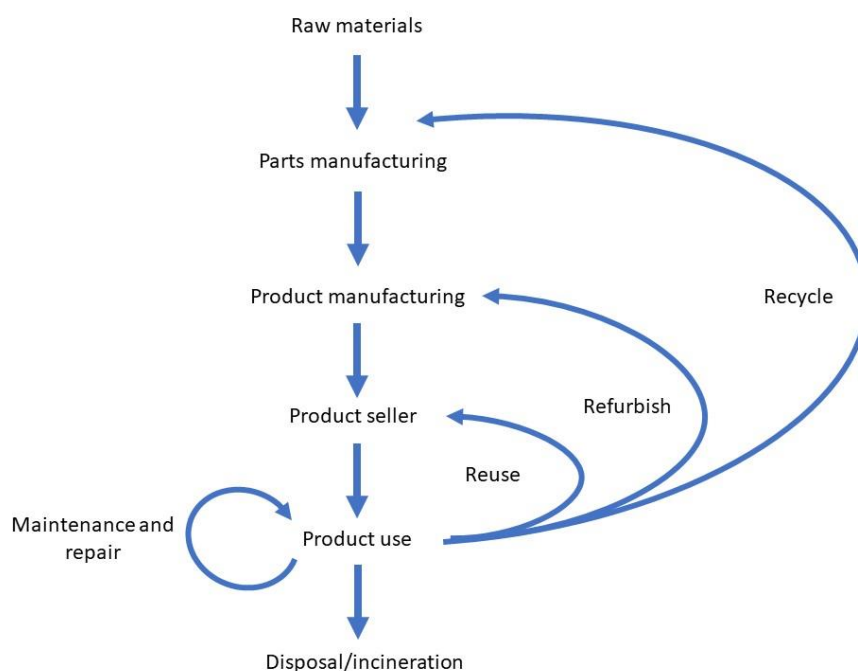 Raw materials
Parts manufacturing
Product manufacturing
Recycle
Refurbish
Product seller
Reuse
Maintenance and
repair
Product use
Disposal/incineration